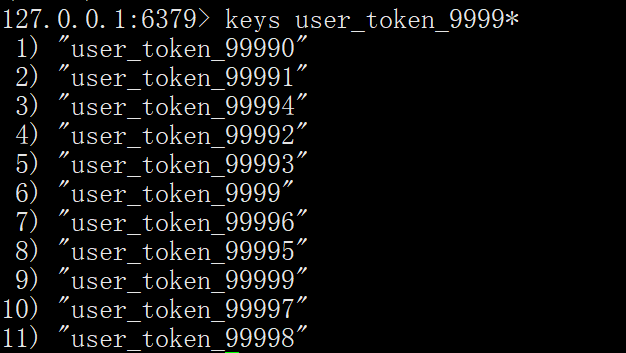 127.0.0.1:6379> keys user_token_9999*
1) "user_token_99990"
2) "user_token_99991"
3) "user_token_99994"
4) "user_token_99992"
5) "user_token_99993"
6) "user_token_9999"
7) "user_token_99996"
8) "user_token_99995"
9) "user_token_99999"
10) "user_token_99997"
11) "user_token_99998"